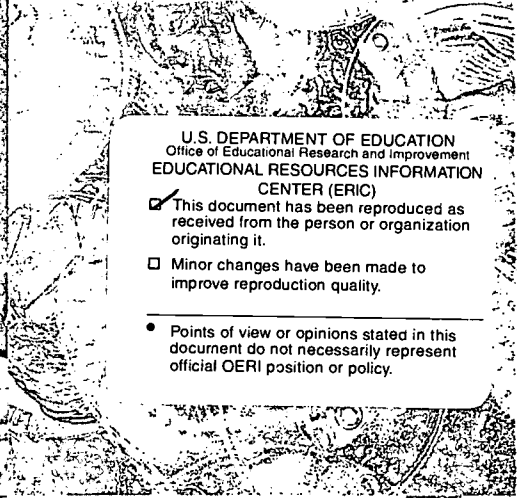 U.S. DEPARTMENT OF EDUCATION
Office of Educational Research and Improvement
EDUCATIONAL RESOURCES INFORMATION
CENTER (ERIC)
☑ This document has been reproduced as
received from the person or organization
originating it.
☐ Minor changes have been made to
improve reproduction quality.
• Points of view or opinions stated in this
document do not necessarily represent
official OERI position or policy.